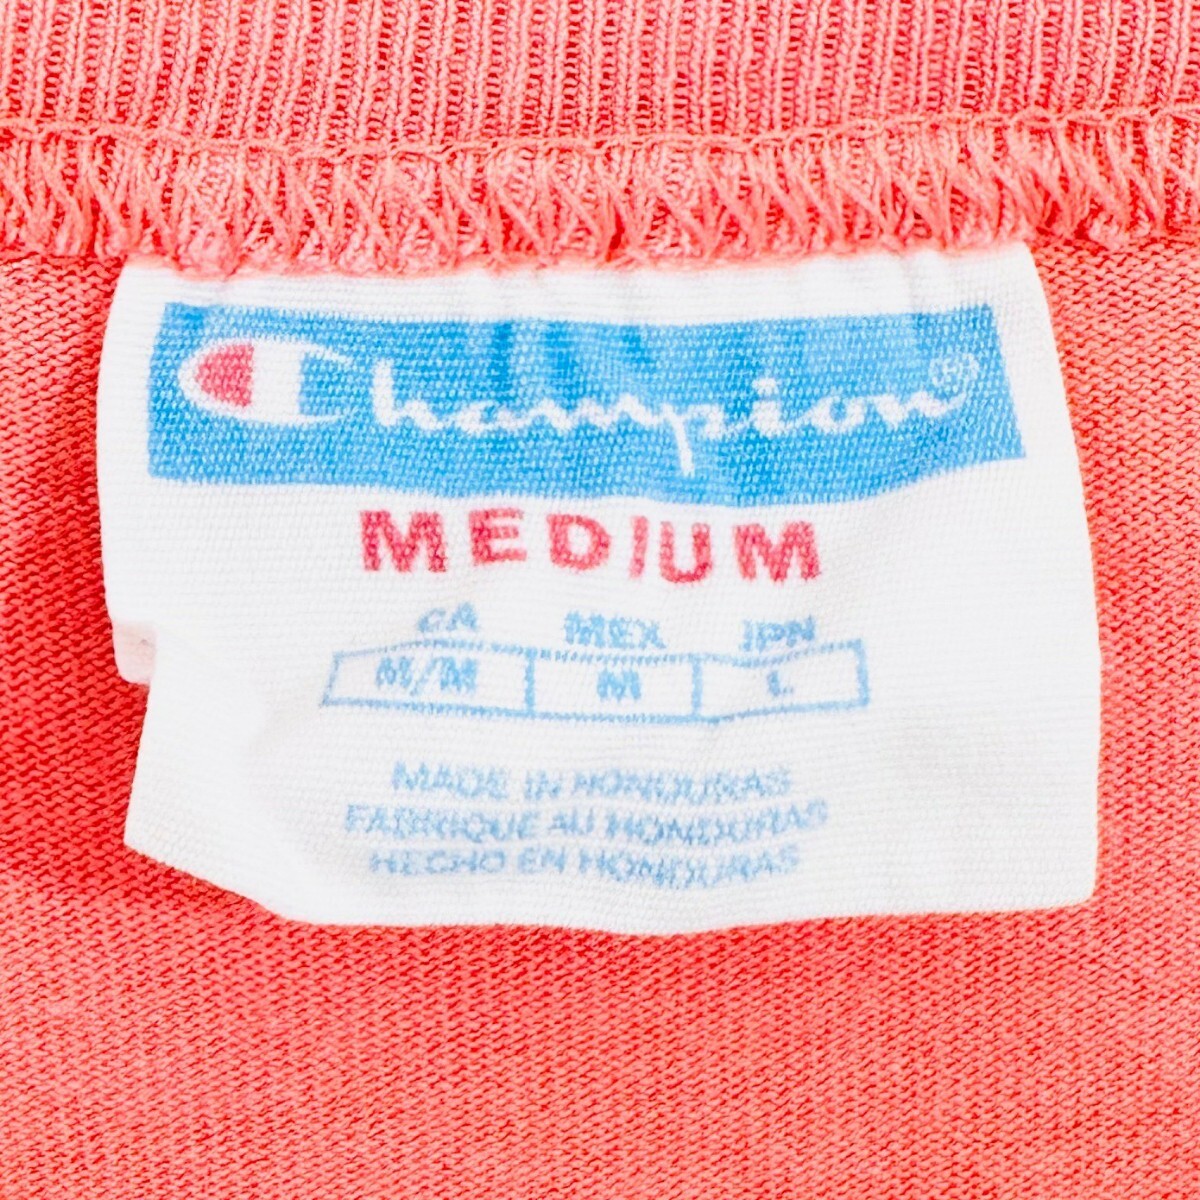 Champion®
MEDIUM
CA MEX JPN
M/M M L
MADE IN HONDURAS
FABRIQUE AU HONDURAS
HECHO EN HONDURAS